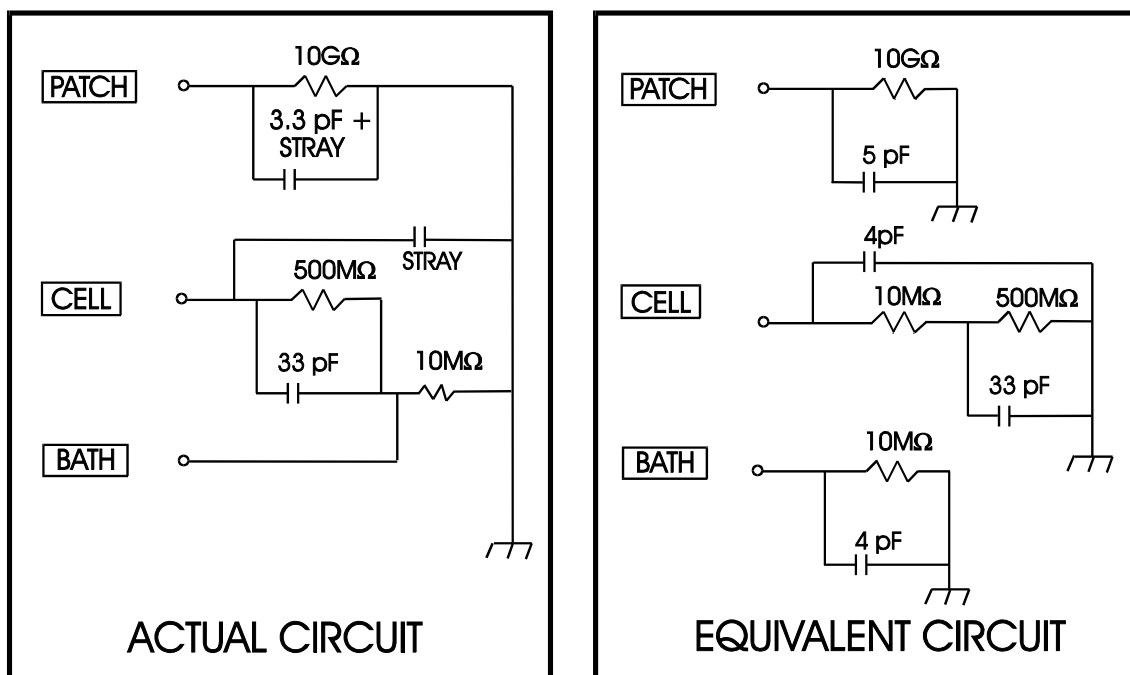 10GΩ
PATCH
3.3 pF +
STRAY
STRAY
500MΩ
CELL
33 pF
10MΩ
BATH
ACTUAL CIRCUIT
10GΩ
PATCH
5 pF
4pF
CELL
10MΩ
500MΩ
33 pF
10MΩ
BATH
4 pF
EQUIVALENT CIRCUIT